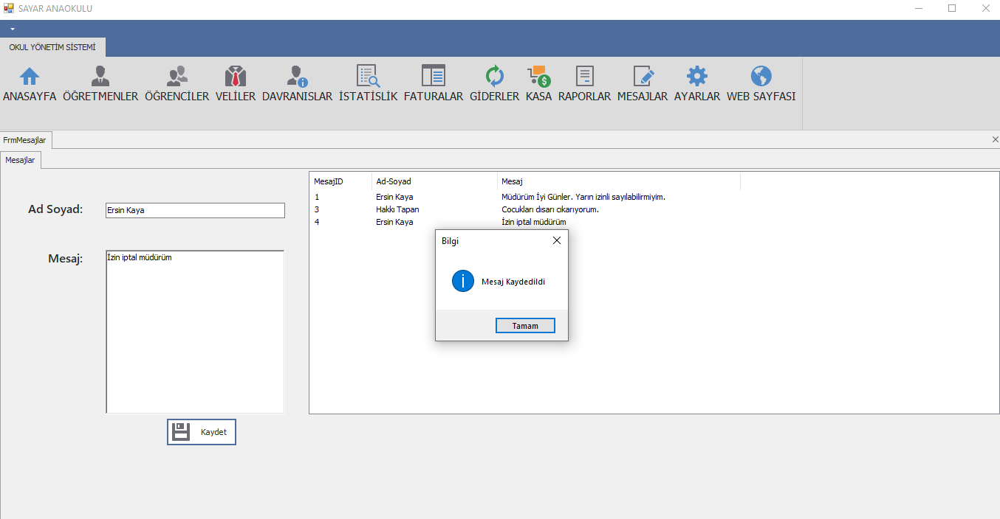 SAYAR ANAOKULU
OKUL YÖNETİM SİSTEMİ
ANASAYFA ÖĞRETMENLER ÖĞRENCİLER VELİLER DAVRANISLAR İSTATİSLİK FATURALAR GİDERLER KASA RAPORLAR MESAJLAR AYARLAR WEB SAYFASI
FrmMesajlar
Mesajlar
Ad Soyad: Ersin Kaya
Mesaj: İzin iptal müdürüm
Kaydet
MesajID Ad-Soyad Mesaj
1 Ersin Kaya Müdürüm İyi Günler. Yarın izinli sayılabilirmiyim.
3 Hakkı Tapan Cocukları dısarı cıkarıyorum.
4 Ersin Kaya İzin iptal müdürüm
Bilgi
Mesaj Kaydedildi
Tamam